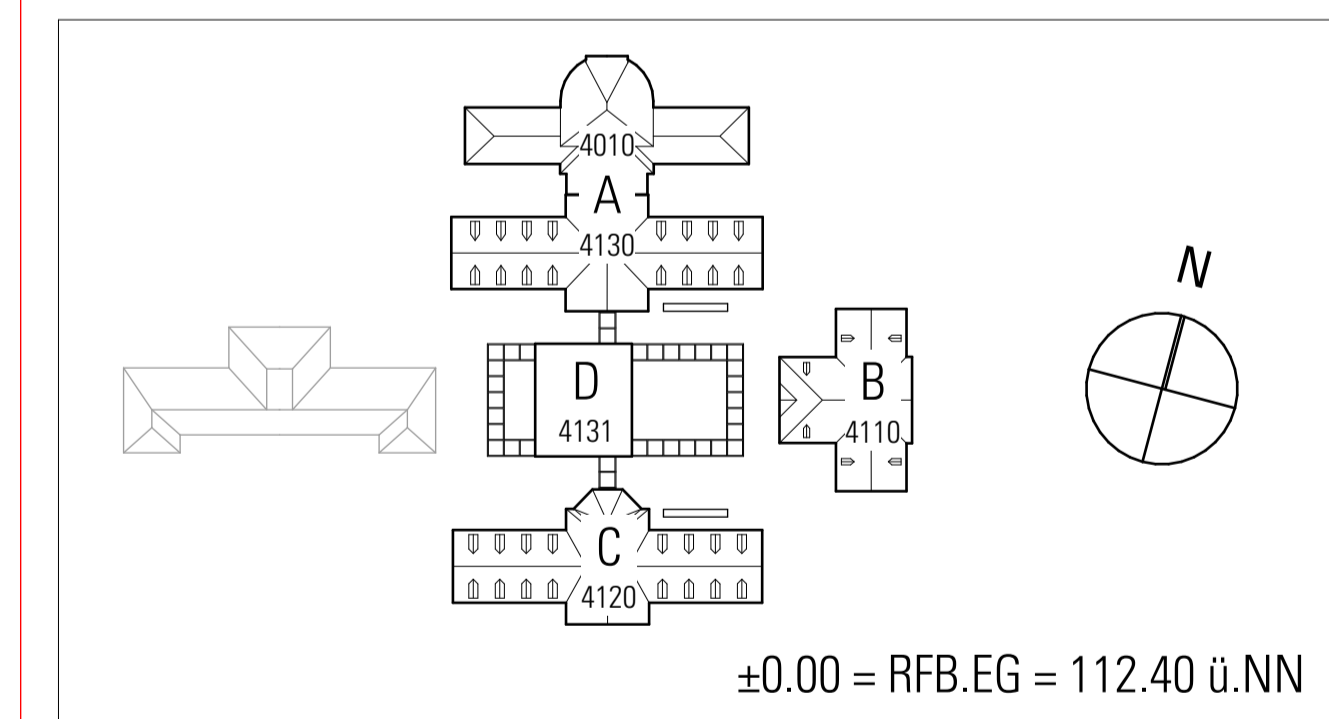 4010
A
4130
N
D
4131
B
4110
C
4120
±0.00 = RFB.EG = 112.40 ü.NN